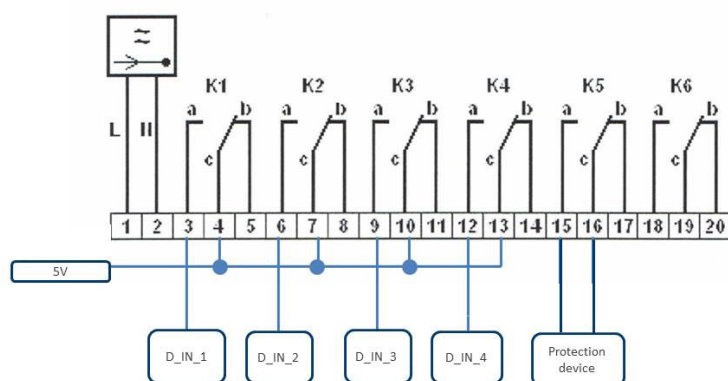 ≂
K1 K2 K3 K4 K5 K6
a b a b a b a b a b a b
L II c c c c c c
1 2 3 4 5 6 7 8 9 10 11 12 13 14 15 16 17 18 19 20
5V
D_IN_1 D_IN_2 D_IN_3 D_IN_4 Protection
device